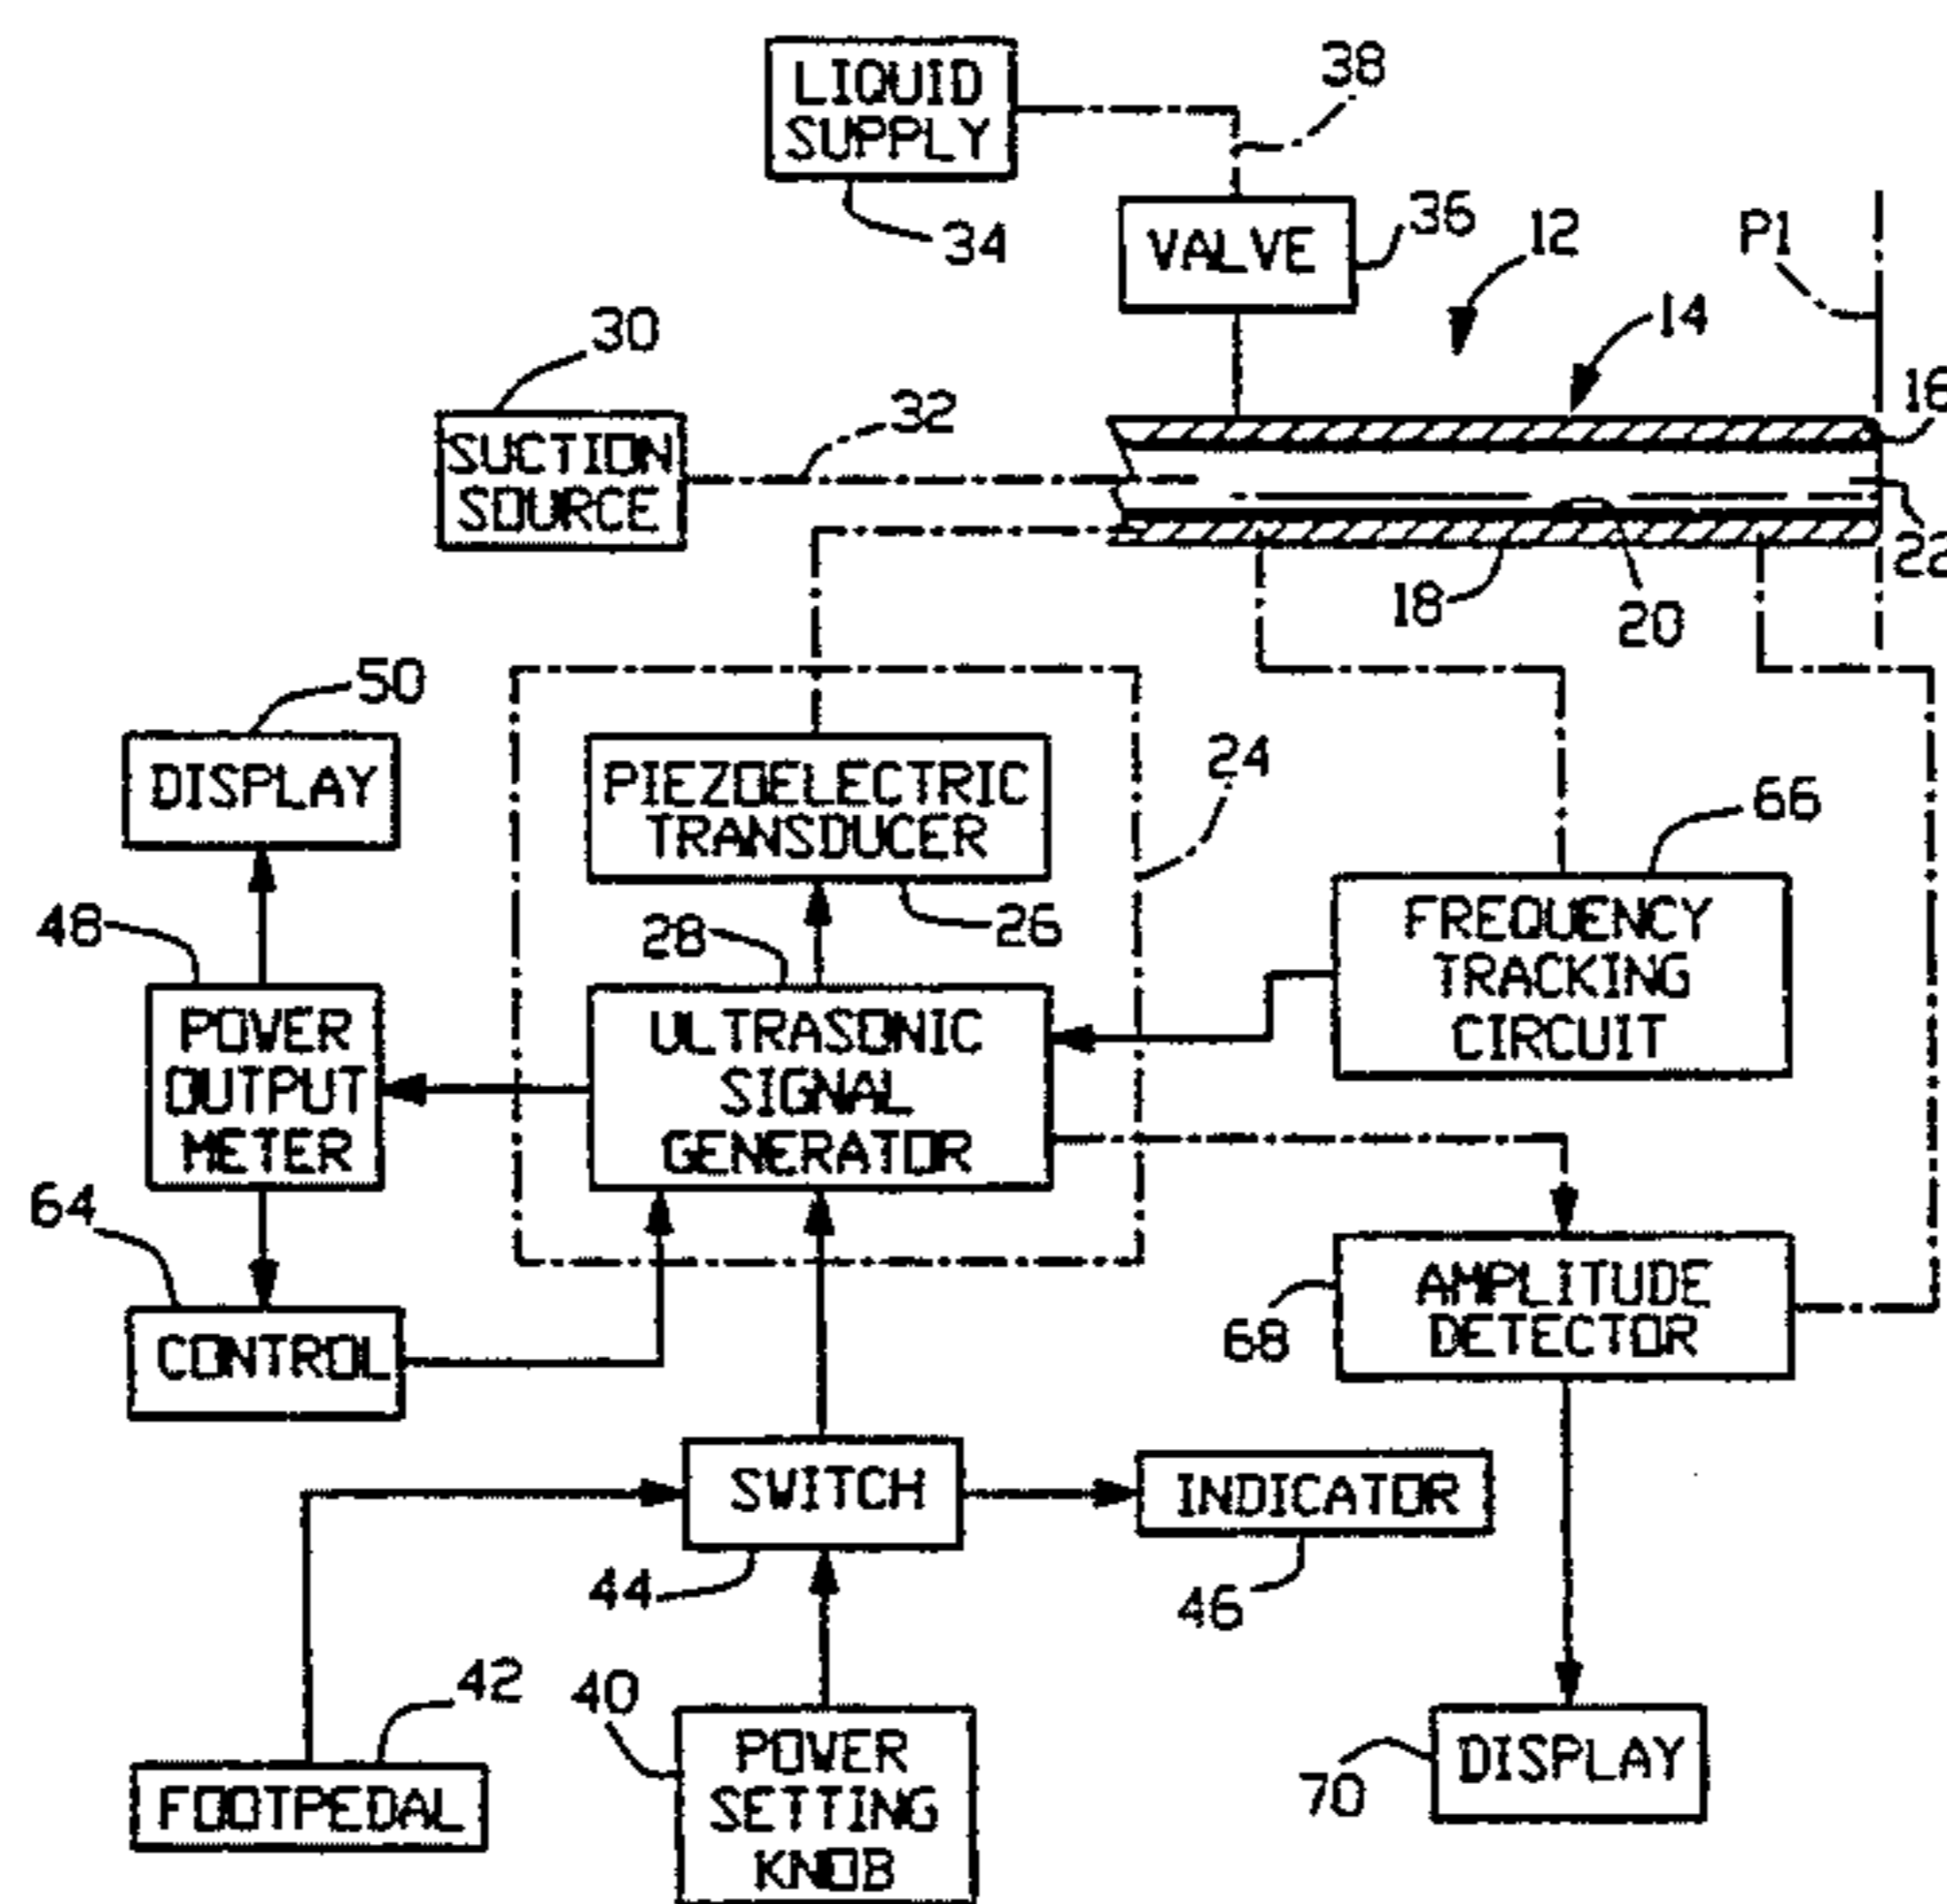 LIQUID
SUPPLY
34
38
VALVE
36
12
P1
14
16
30
SUCTION
SOURCE
32
22
18
20
50
DISPLAY
PIEZOELECTRIC
TRANSDUCER
24
66
48
28
26
FREQUENCY
TRACKING
CIRCUIT
POWER
OUTPUT
METER
ULTRASONIC
SIGNAL
GENERATOR
64
CONTROL
AMPLITUDE
DETECTOR
68
SWITCH
INDICATOR
44
46
42
40
FOOTPEDAL
POWER
SETTING
KNOB
DISPLAY
70